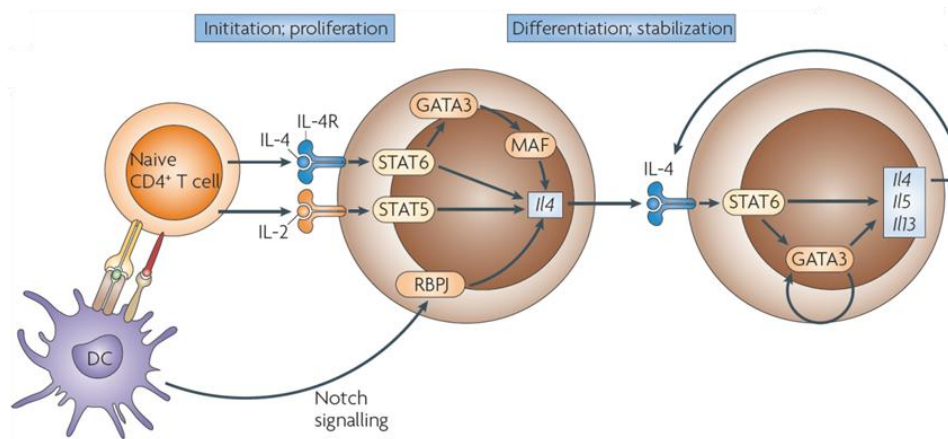 Inititation; proliferation
Differentiation; stabilization
Naive
CD4+ T cell
DC
IL-4
IL-4R
IL-2
STAT6
STAT5
GATA3
MAF
Il4
RBPJ
Notch
signalling
IL-4
STAT6
GATA3
Il4
Il5
Il13